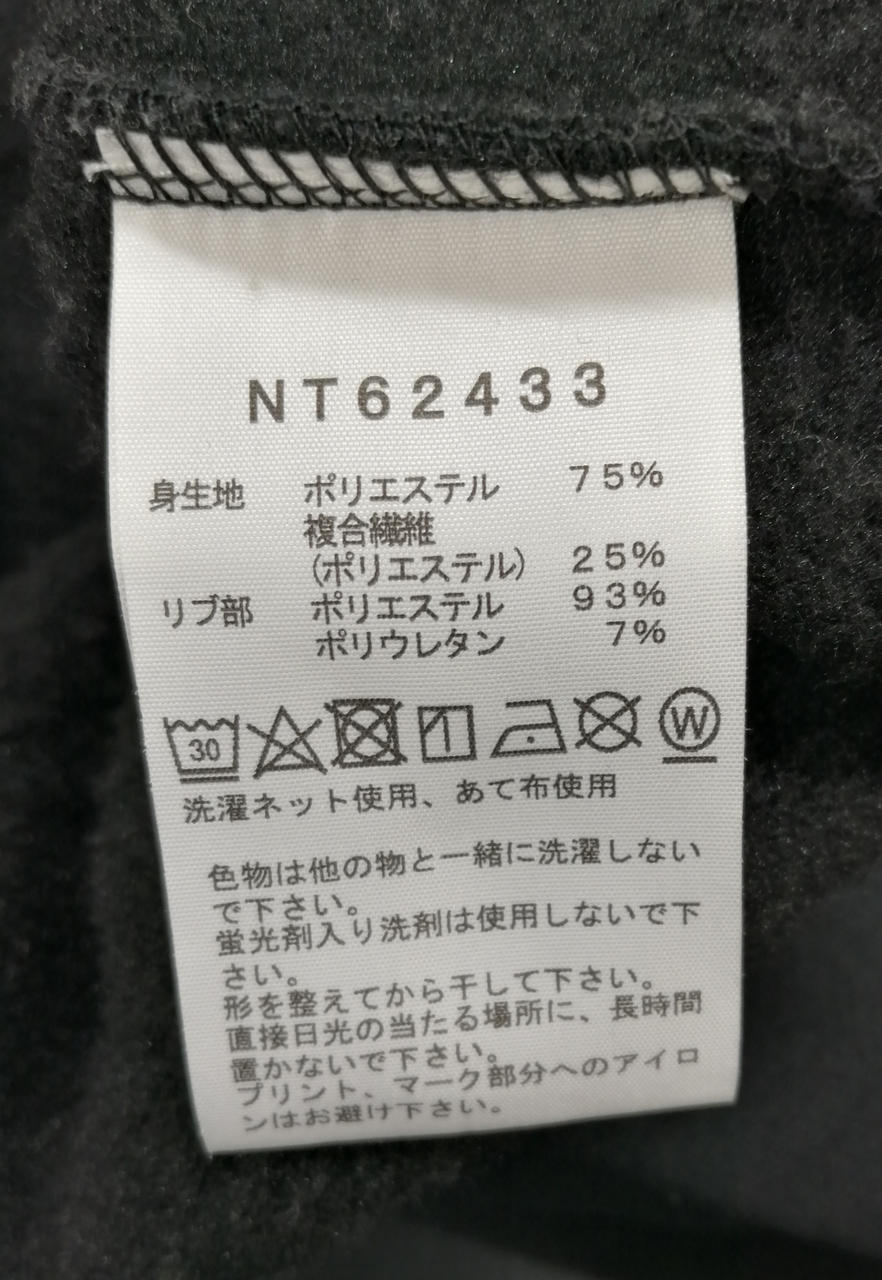 NT62433
身生地 ポリエステル 75%
複合繊維
(ポリエステル) 25%
リブ部 ポリエステル 93%
ポリウレタン 7%
30 W
洗濯ネット使用、あて布使用
色物は他の物と一緒に洗濯しない
で下さい。
蛍光剤入り洗剤は使用しないで下
さい。
形を整えてから干して下さい。
直接日光の当たる場所に、長時間
置かないで下さい。
プリント、マーク部分へのアイロ
ンはお避け下さい。